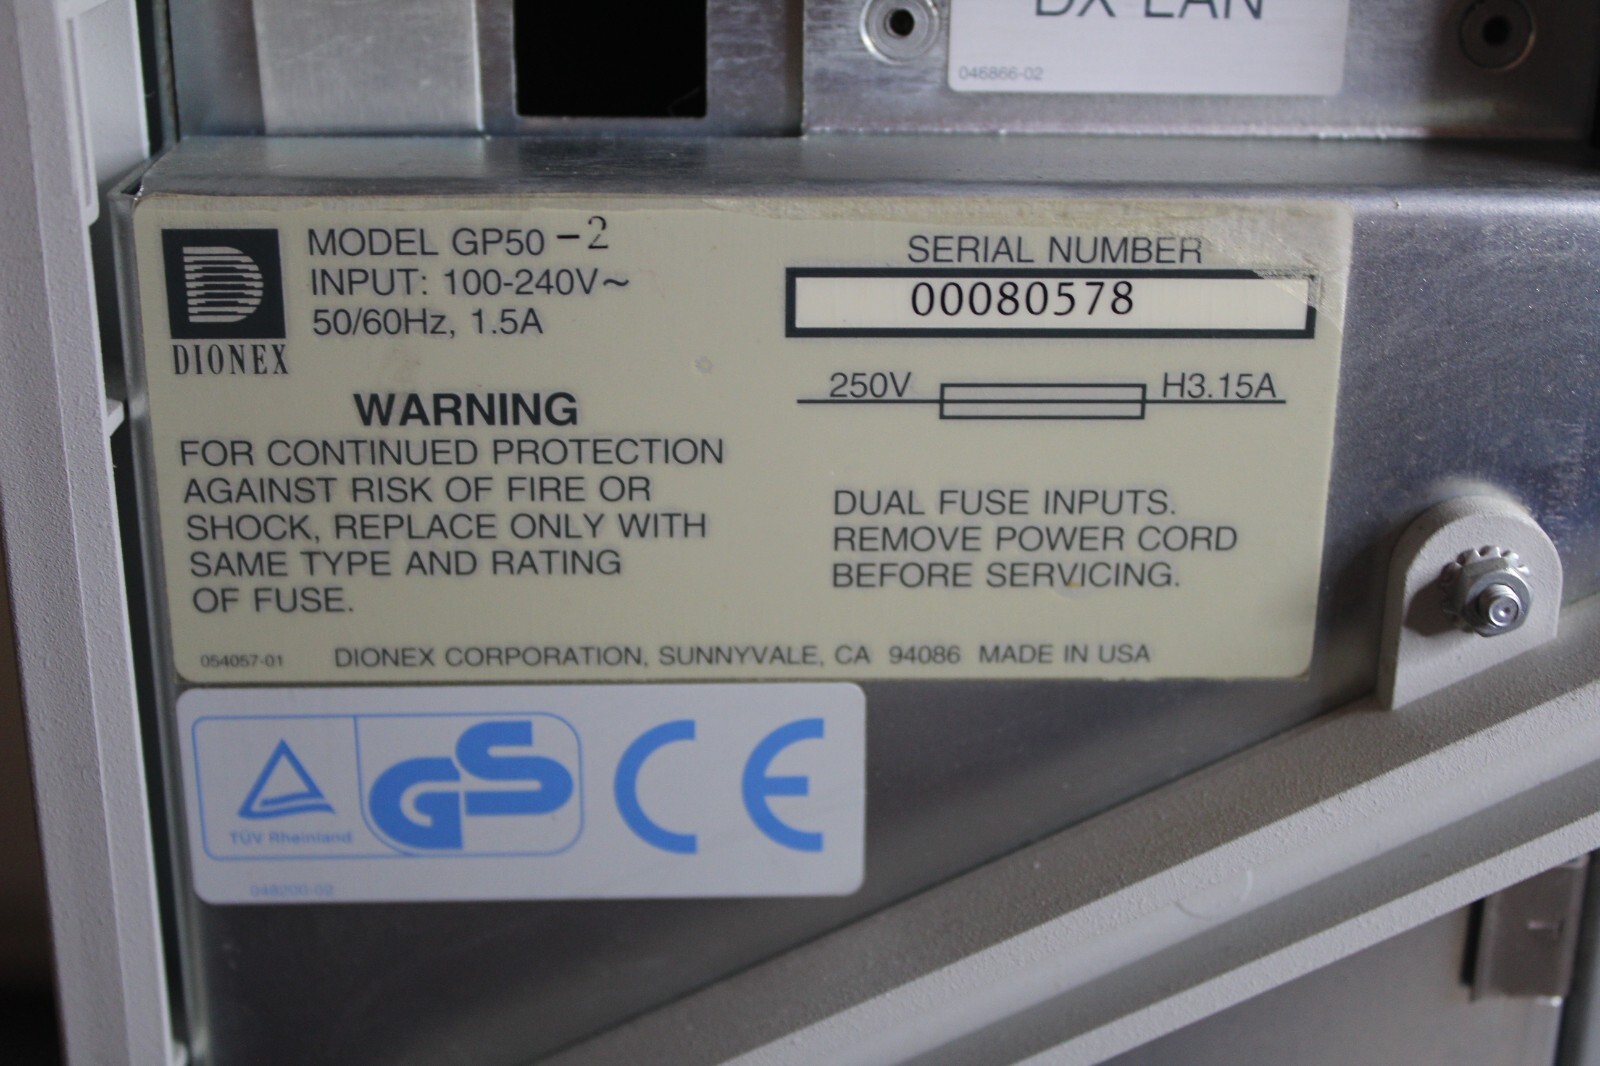 DX LAN
046866-02
DIONEX
MODEL GP50 -2
INPUT: 100-240V~
50/60Hz, 1.5A
SERIAL NUMBER
00080578
250V H3.15A
WARNING
FOR CONTINUED PROTECTION
AGAINST RISK OF FIRE OR
SHOCK, REPLACE ONLY WITH
SAME TYPE AND RATING
OF FUSE.
DUAL FUSE INPUTS.
REMOVE POWER CORD
BEFORE SERVICING.
054057-01 DIONEX CORPORATION, SUNNYVALE, CA 94086 MADE IN USA
TÜV Rheinland
GS
CE
048200-02